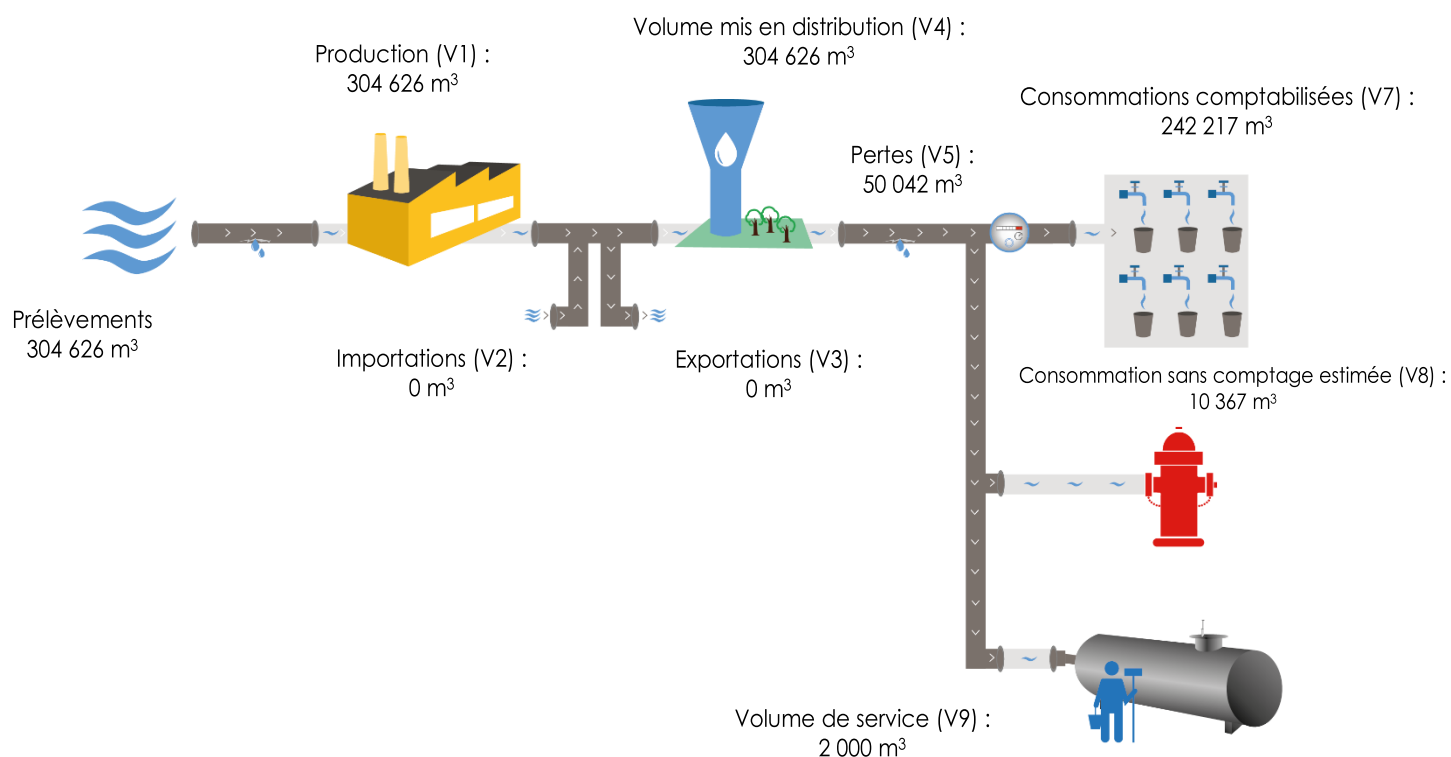 Volume mis en distribution (V4) :
304 626 m³
Production (V1) :
304 626 m³
Consommations comptabilisées (V7) :
242 217 m³
Pertes (V5) :
50 042 m³
Prélèvements
304 626 m³
Importations (V2) :
0 m³
Exportations (V3) :
0 m³
Consommation sans comptage estimée (V8) :
10 367 m³
Volume de service (V9) :
2 000 m³